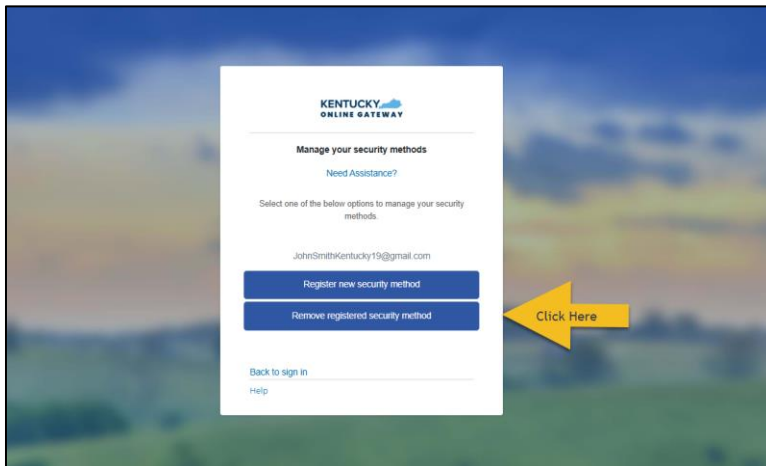 KENTUCKY
ONLINE GATEWAY
Manage your security methods
Need Assistance?
Select one of the below options to manage your security
methods.
JohnSmithKentucky19@gmail.com
Register new security method
Remove registered security method
Click Here
Back to sign in
Help